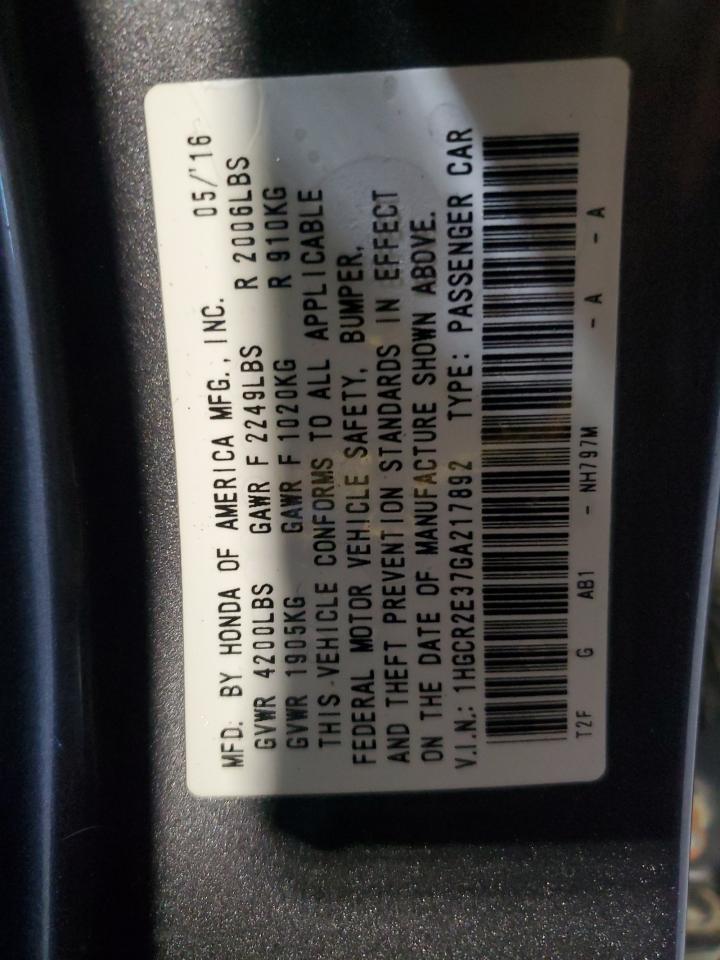 MFD. BY HONDA OF AMERICA MFG., INC. 05/'16
GVWR 4200LBS GAWR F 2249LBS R 2006LBS
GVWR 1905KG GAWR F 1020KG R 910KG
THIS VEHICLE CONFORMS TO ALL APPLICABLE
FEDERAL MOTOR VEHICLE SAFETY, BUMPER,
AND THEFT PREVENTION STANDARDS IN EFFECT
ON THE DATE OF MANUFACTURE SHOWN ABOVE.
V.I.N.: 1HGCR2E37GA217892 TYPE: PASSENGER CAR
T2F G AB1 - NH797M - A - A